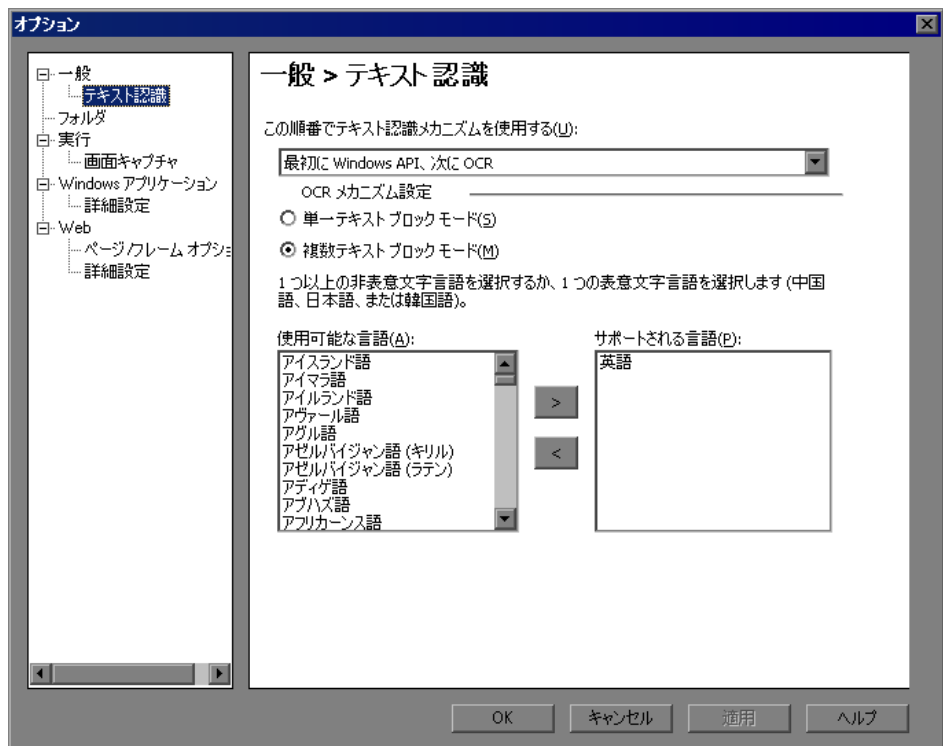 オプション
一般
テキスト認識
フォルダ
実行
画面キャプチャ
Windows アプリケーション
詳細設定
Web
ページ/フレーム オプショ
詳細設定
一般 > テキスト認識
この順番でテキスト認識メカニズムを使用する(U):
最初に Windows API、次に OCR
OCR メカニズム設定
単一テキスト ブロック モード(S)
複数テキスト ブロック モード(M)
1 つ以上の非表意文字言語を選択するか、1 つの表意文字言語を選択します (中国
語、日本語、または韓国語)。
使用可能な言語(A):
アイスランド語
アイマラ語
アイルランド語
アヴァール語
アグル語
アゼルバイジャン語 (キリル)
アゼルバイジャン語 (ラテン)
アディゲ語
アブハズ語
アフリカーンス語
>
<
サポートされる言語(P):
英語
OK
キャンセル
適用
ヘルプ